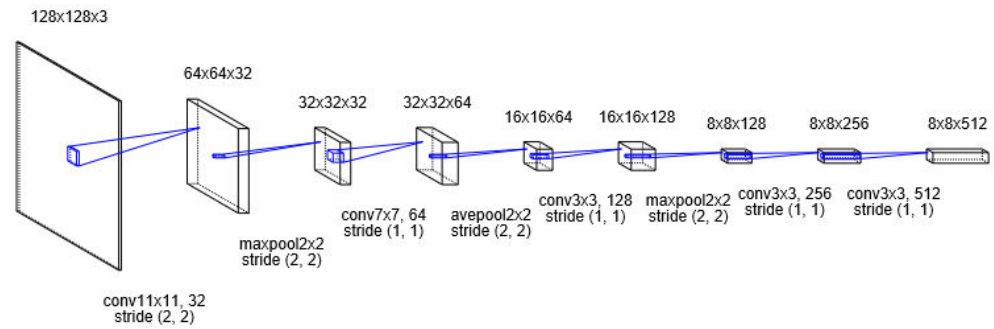 128x128x3
64x64x32
32x32x32
32x32x64
16x16x64
16x16x128
8x8x128
8x8x256
8x8x512
conv11x11, 32
stride (2, 2)
maxpool2x2
stride (2, 2)
conv7x7, 64
stride (1, 1)
avepool2x2
stride (2, 2)
conv3x3, 128
stride (1, 1)
maxpool2x2
stride (2, 2)
conv3x3, 256
stride (1, 1)
conv3x3, 512
stride (1, 1)